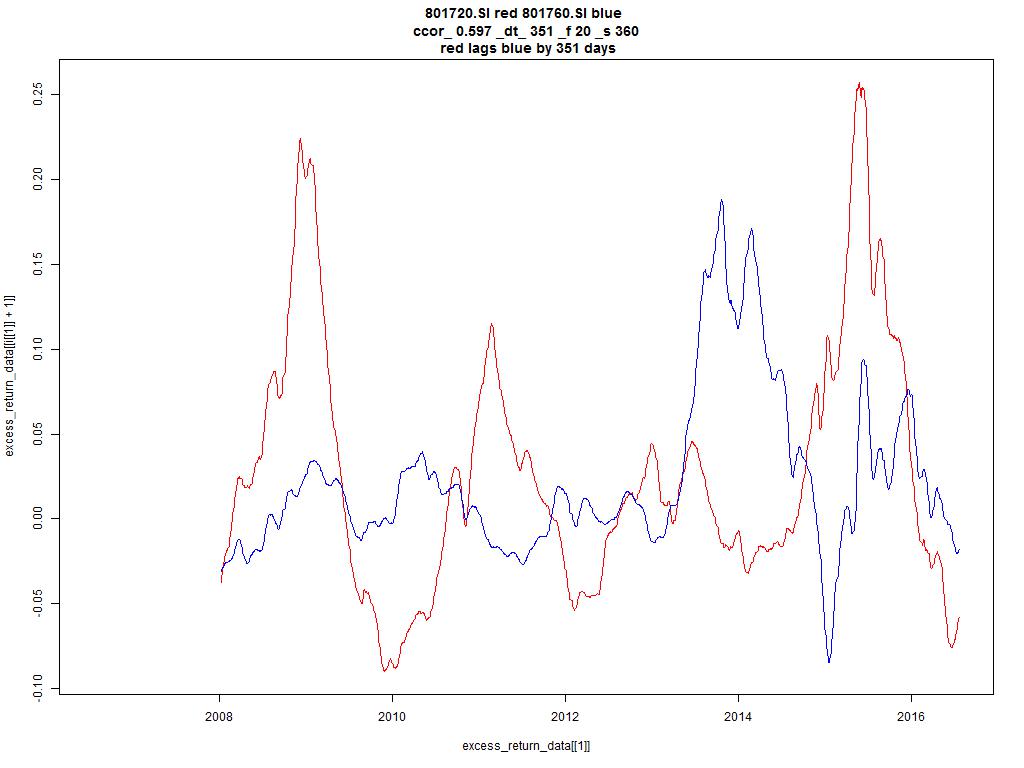 801720.SI red 801760.SI blue
ccor_ 0.597 _dt_ 351 _f 20 _s 360
red lags blue by 351 days
excess_return_data[[i[[1]] + 1]]
0.25
0.20
0.15
0.10
0.05
0.00
-0.05
-0.10
2008 2010 2012 2014 2016
excess_return_data[[1]]